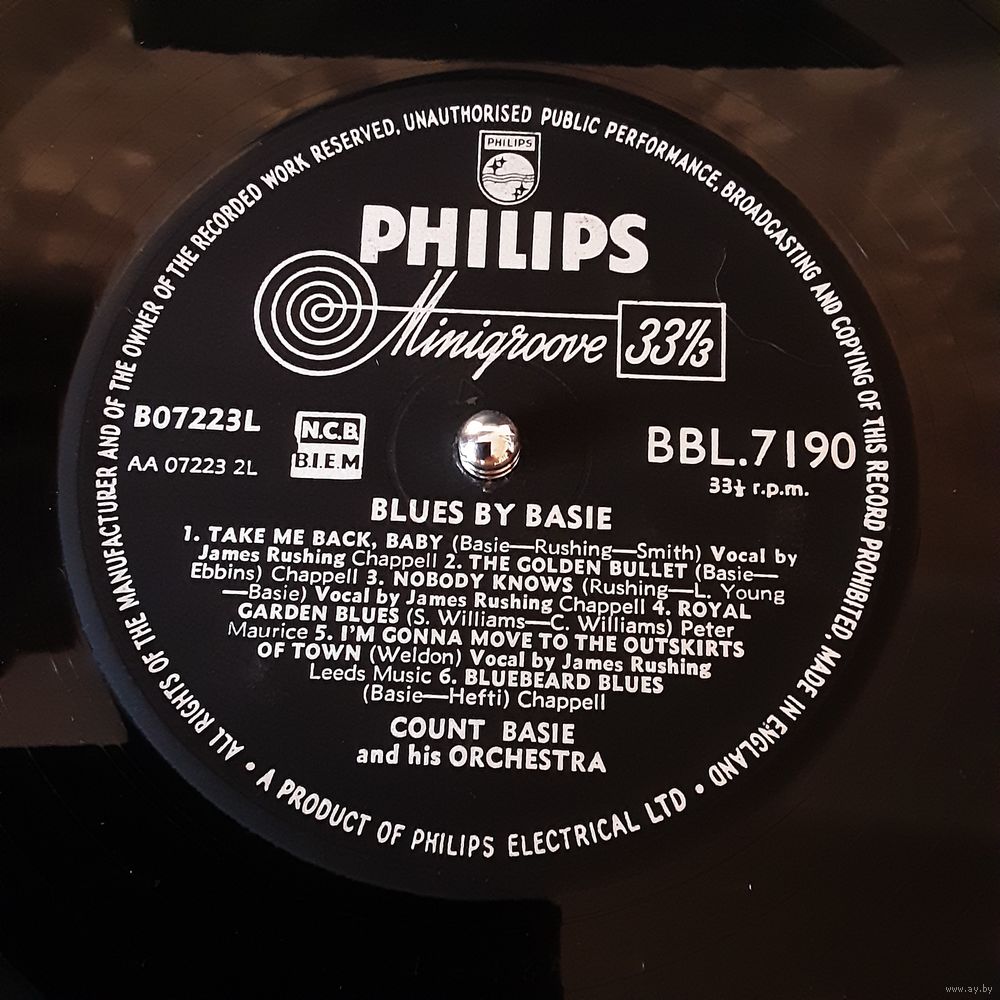 ALL RIGHTS OF THE MANUFACTURER AND OF THE OWNER OF THE RECORDED WORK RESERVED. UNAUTHORISED PUBLIC PERFORMANCE, BROADCASTING AND COPYING OF THIS RECORD PROHIBITED. MADE IN ENGLAND •
PHILIPS
PHILIPS
Minigroove 33⅓
B07223L
AA 07223 2L
N.C.B.
B.I.E.M
BBL.7190
33⅓ r.p.m.
BLUES BY BASIE
1. TAKE ME BACK, BABY (Basie—Rushing—Smith) Vocal by
James Rushing Chappell 2. THE GOLDEN BULLET (Basie—
Ebbins) Chappell 3. NOBODY KNOWS (Rushing—L. Young
—Basie) Vocal by James Rushing Chappell 4. ROYAL
GARDEN BLUES (S. Williams—C. Williams) Peter
Maurice 5. I'M GONNA MOVE TO THE OUTSKIRTS
OF TOWN (Weldon) Vocal by James Rushing
Leeds Music 6. BLUEBEARD BLUES
(Basie—Hefti) Chappell
COUNT BASIE
and his ORCHESTRA
• A PRODUCT OF PHILIPS ELECTRICAL LTD
www.ay.by